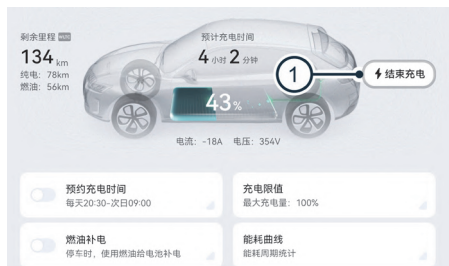 剩余里程 WLTC
134 km
纯电：78km
燃油：56km
预计充电时间
4 小时 2 分钟
1
结束充电
43%
电流：-18A 电压：354V
预约充电时间
每天20:30-次日09:00
充电限值
最大充电量：100%
燃油补电
停车时，使用燃油给电池补电
能耗曲线
能耗周期统计